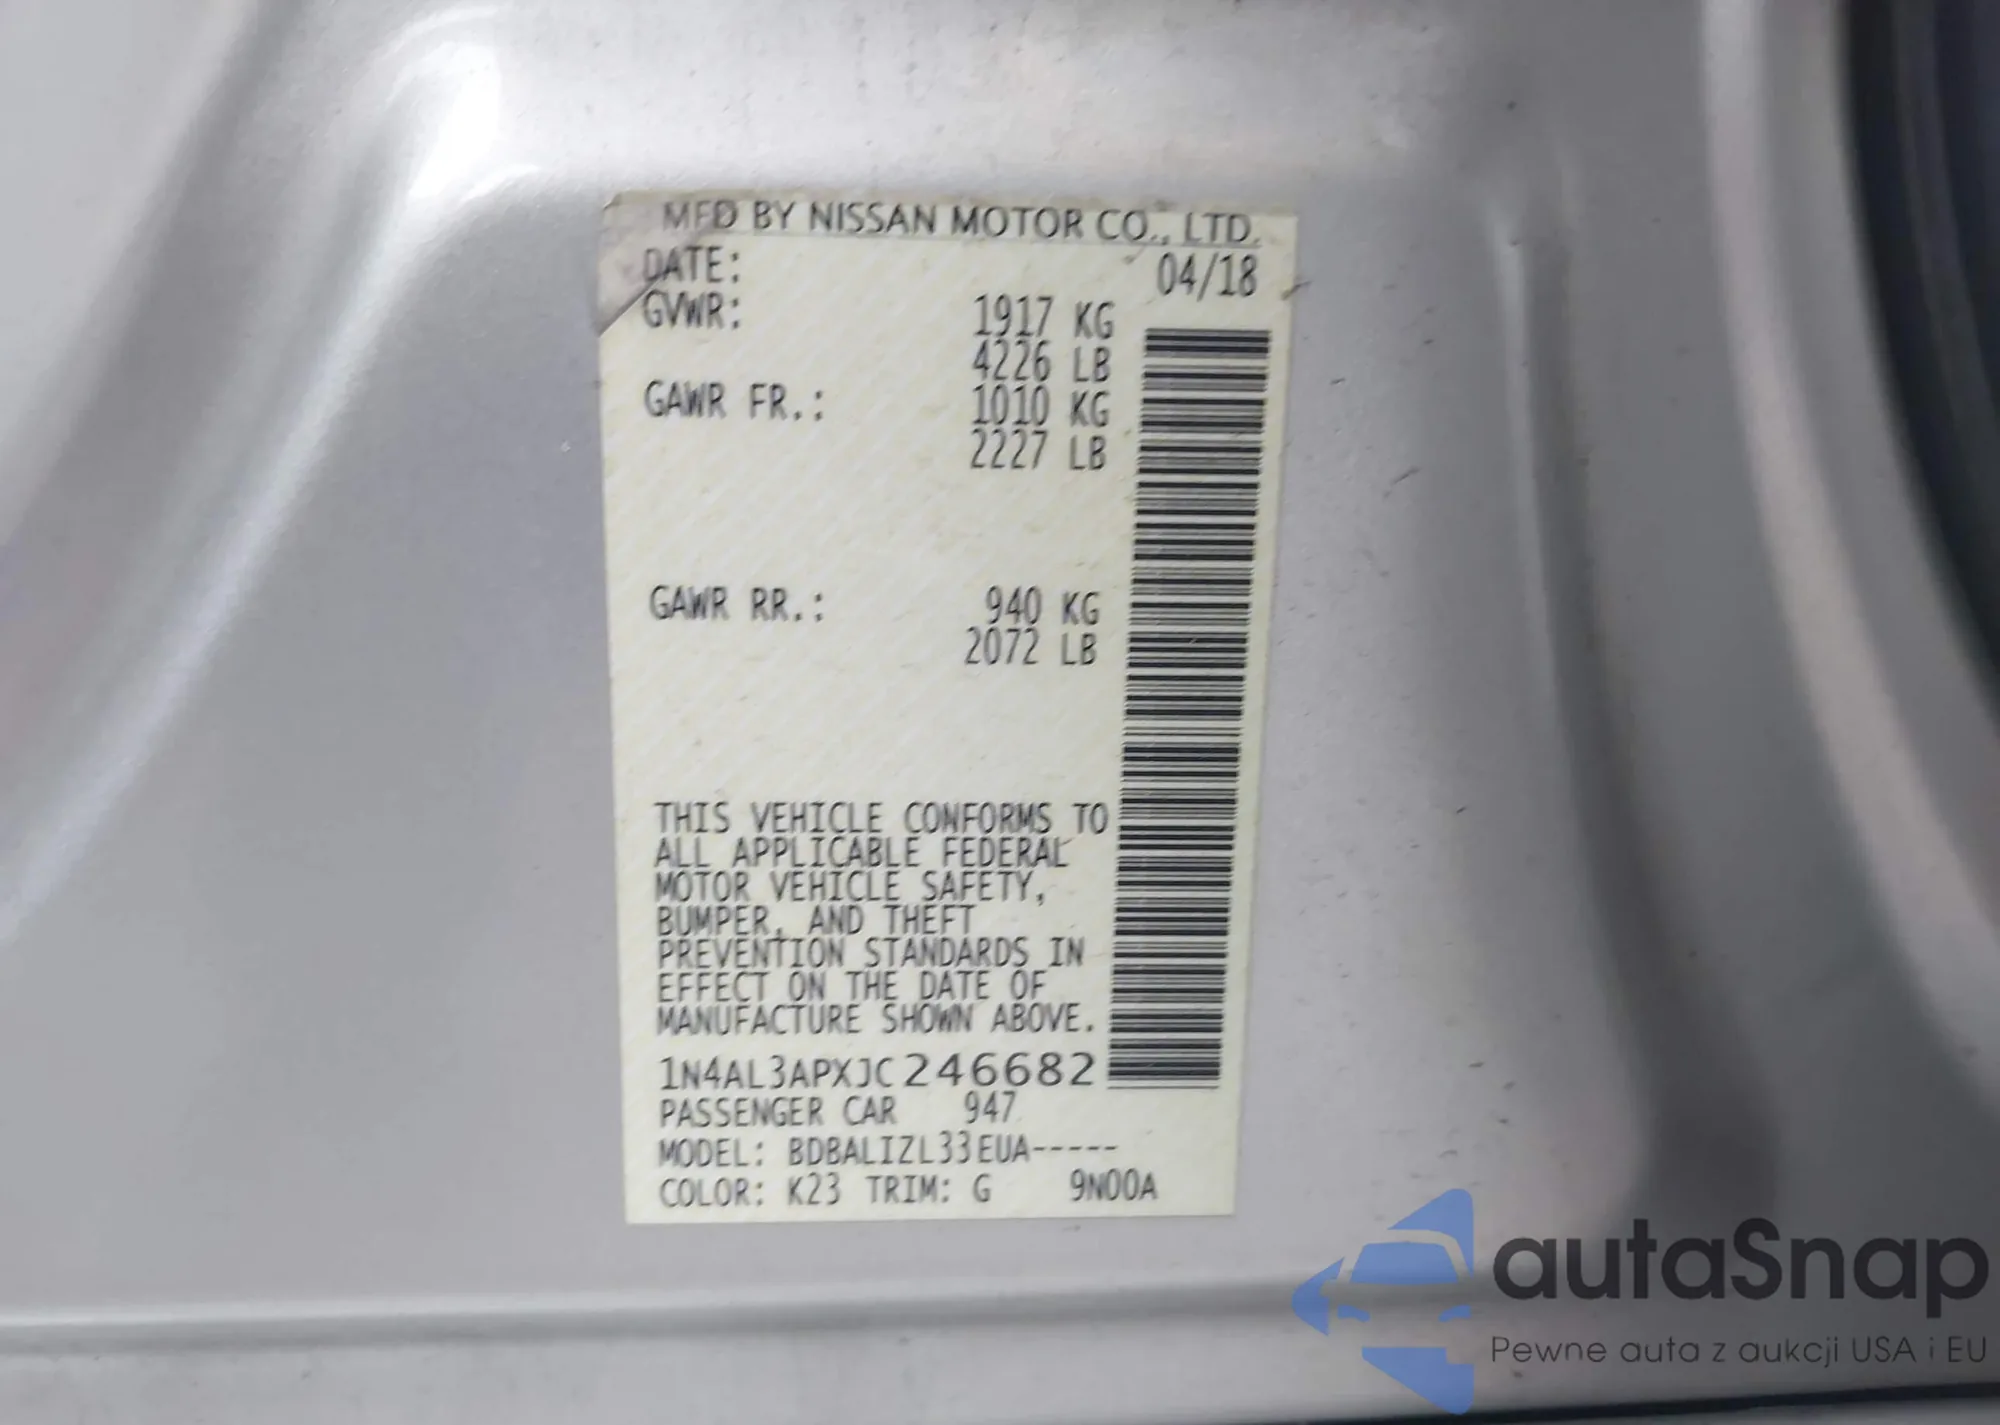 MFD BY NISSAN MOTOR CO., LTD.
DATE: 04/18
GVWR: 1917 KG
4226 LB
GAWR FR.: 1010 KG
2227 LB
GAWR RR.: 940 KG
2072 LB
THIS VEHICLE CONFORMS TO
ALL APPLICABLE FEDERAL
MOTOR VEHICLE SAFETY,
BUMPER, AND THEFT
PREVENTION STANDARDS IN
EFFECT ON THE DATE OF
MANUFACTURE SHOWN ABOVE.
1N4AL3APXJC246682
PASSENGER CAR 947
MODEL: BDBALIZL33EUA-----
COLOR: K23 TRIM: G 9N00A
autaSnap
Pewne auta z aukcji USA i EU